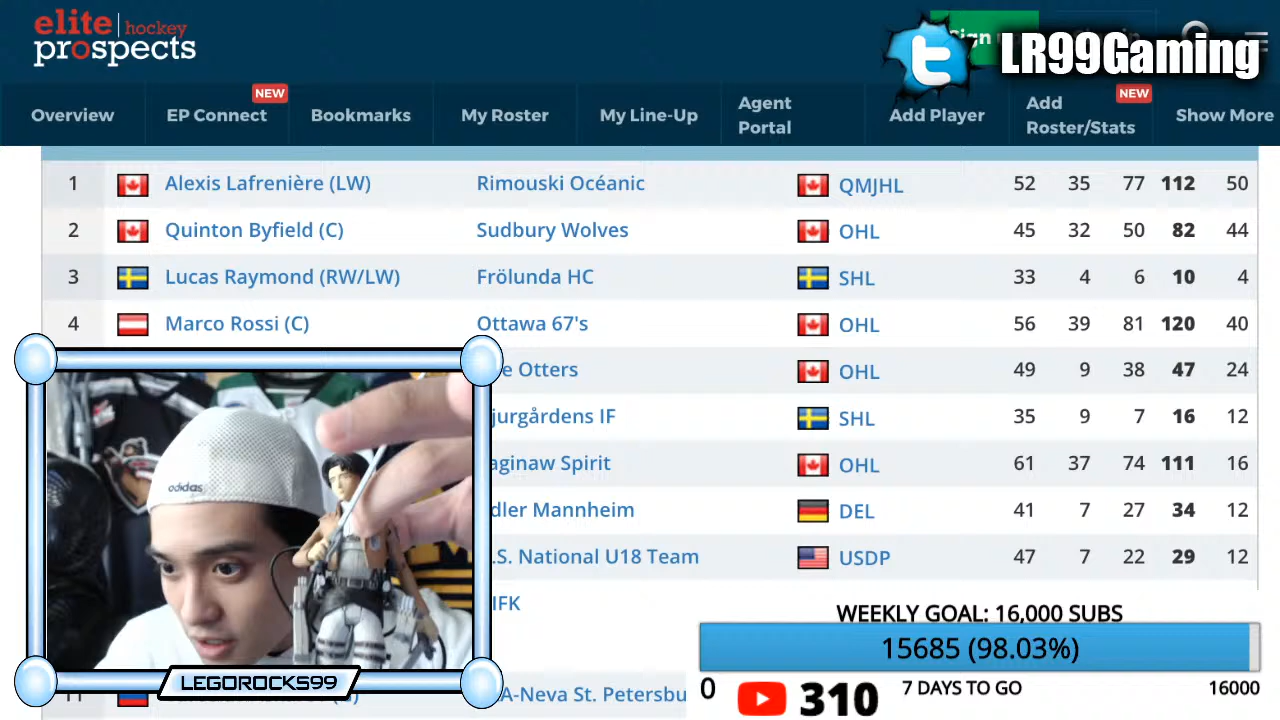 elite hockey
prospects
Sign
LR99Gaming
NEW
NEW
Overview
EP Connect
Bookmarks
My Roster
My Line-Up
Agent
Portal
Add Player
Add
Roster/Stats
Show More
1 Alexis Lafrenière (LW) Rimouski Océanic QMJHL 52 35 77 112 50
2 Quinton Byfield (C) Sudbury Wolves OHL 45 32 50 82 44
3 Lucas Raymond (RW/LW) Frölunda HC SHL 33 4 6 10 4
4 Marco Rossi (C) Ottawa 67's OHL 56 39 81 120 40
e Otters OHL 49 9 38 47 24
jurgårdens IF SHL 35 9 7 16 12
aginaw Spirit OHL 61 37 74 111 16
dler Mannheim DEL 41 7 27 34 12
.S. National U18 Team USDP 47 7 22 29 12
IFK
adidas
WEEKLY GOAL: 16,000 SUBS
15685 (98.03%)
0 310 7 DAYS TO GO 16000
LEGOROCKS99
A-Neva St. Petersbu